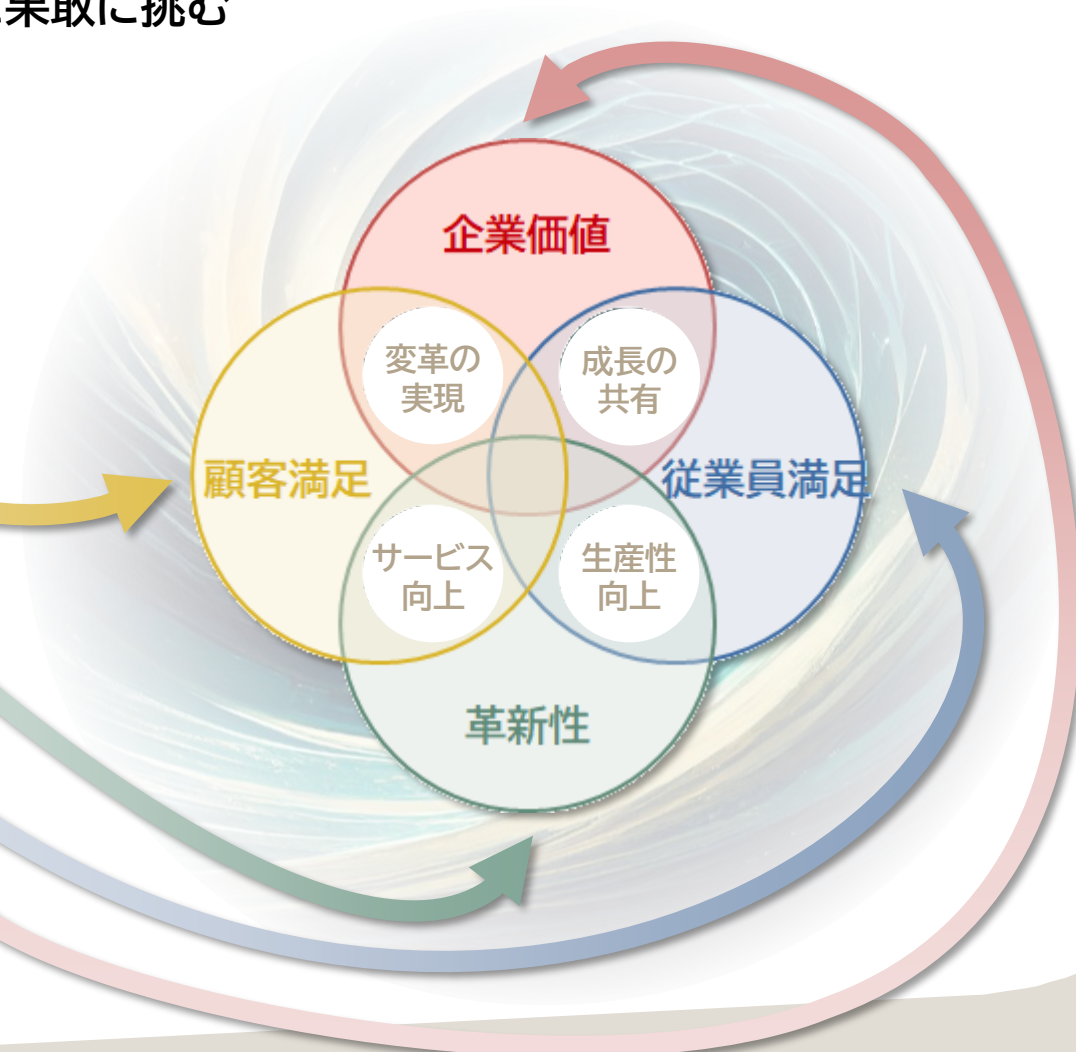 果敢に挑む
企業価値
変革の
実現
成長の
共有
顧客満足
従業員満足
サービス
向上
生産性
向上
革新性